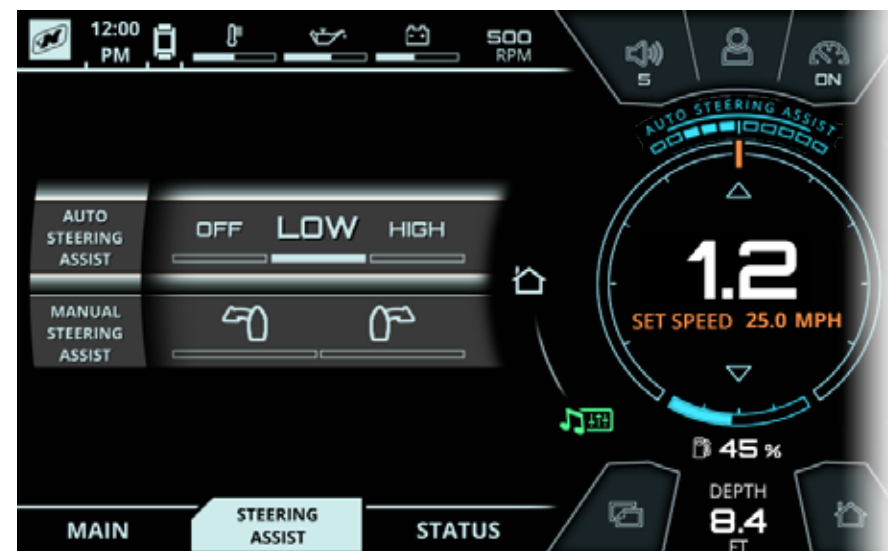 12:00
PM
500
RPM
5
ON
AUTO STEERING ASSIST
AUTO
STEERING
ASSIST
OFF LOW HIGH
1.2
SET SPEED 25.0 MPH
MANUAL
STEERING
ASSIST
45 %
DEPTH
8.4
FT
MAIN
STEERING
ASSIST
STATUS